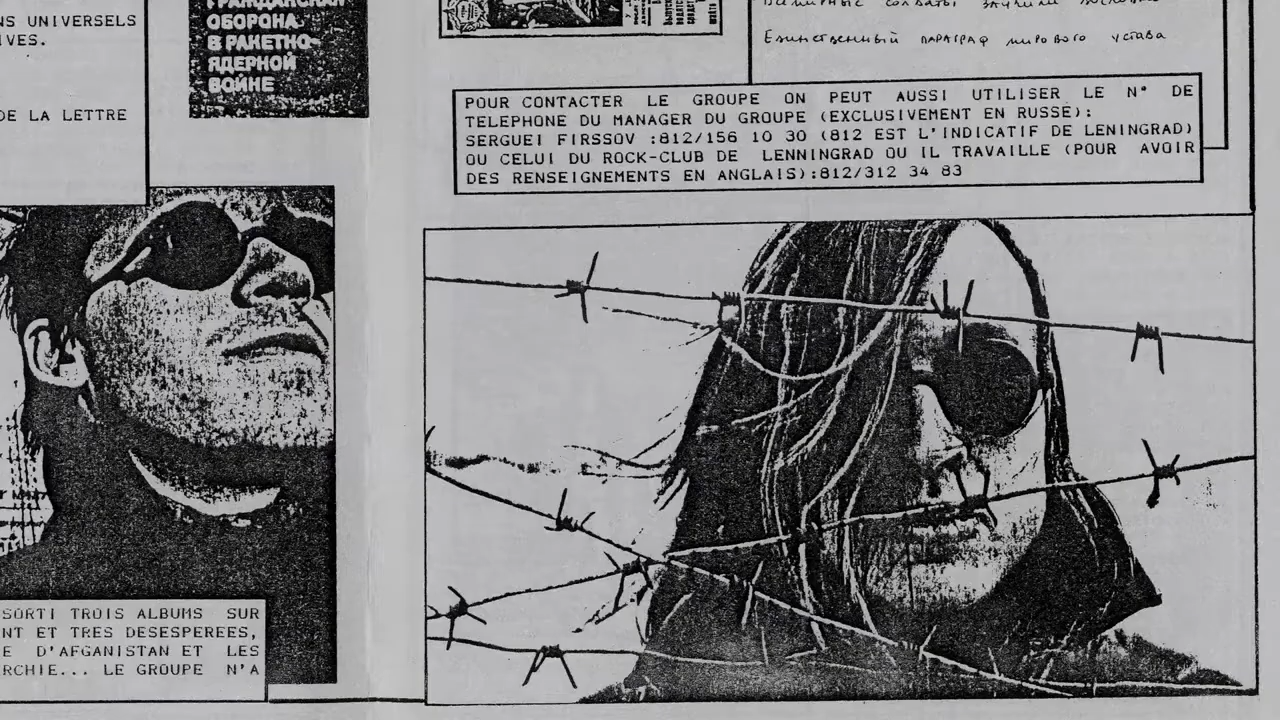 NS UNIVERSELS
IVES.
DE LA LETTRE
ГРАЖДАНСКАЯ
ОБОРОНА
В РАКЕТНО-
ЯДЕРНОЙ
ВОЙНЕ
Единственный параграф мирового устава
POUR CONTACTER LE GROUPE ON PEUT AUSSI UTILISER LE N° DE
TELEPHONE DU MANAGER DU GROUPE (EXCLUSIVEMENT EN RUSSE):
SERGUEI FIRSSOV :812/156 10 30 (812 EST L'INDICATIF DE LENINGRAD)
OU CELUI DU ROCK-CLUB DE LENNINGRAD OU IL TRAVAILLE (POUR AVOIR
DES RENSEIGNEMENTS EN ANGLAIS):812/312 34 83
SORTI TROIS ALBUMS SUR
NT ET TRES DESESPEREES,
E D'AFGANISTAN ET LES
RCHIE... LE GROUPE N'A